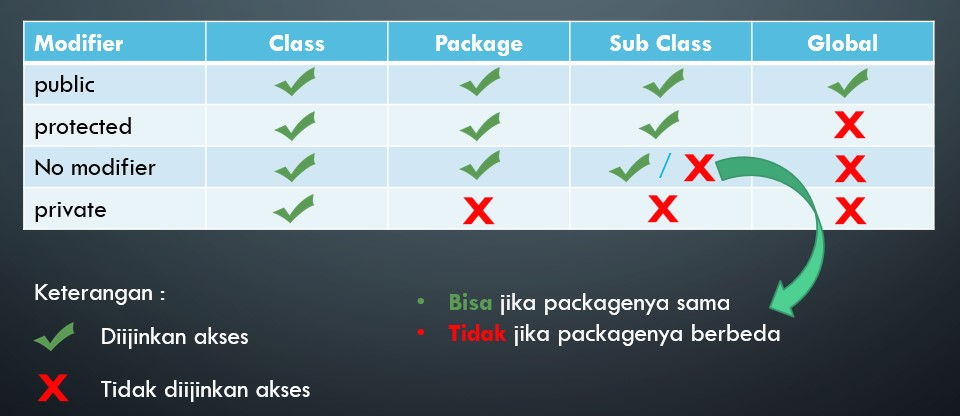 Modifier Class Package Sub Class Global
public
protected
No modifier /
private
Keterangan :
Diijinkan akses
Tidak diijinkan akses
• Bisa jika packagenya sama
• Tidak jika packagenya berbeda